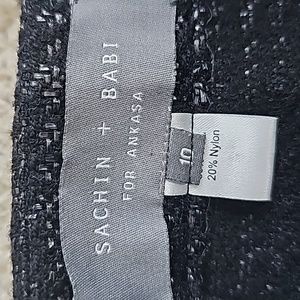 SACHIN + BABI
FOR ANKASA
10
20% Nylon